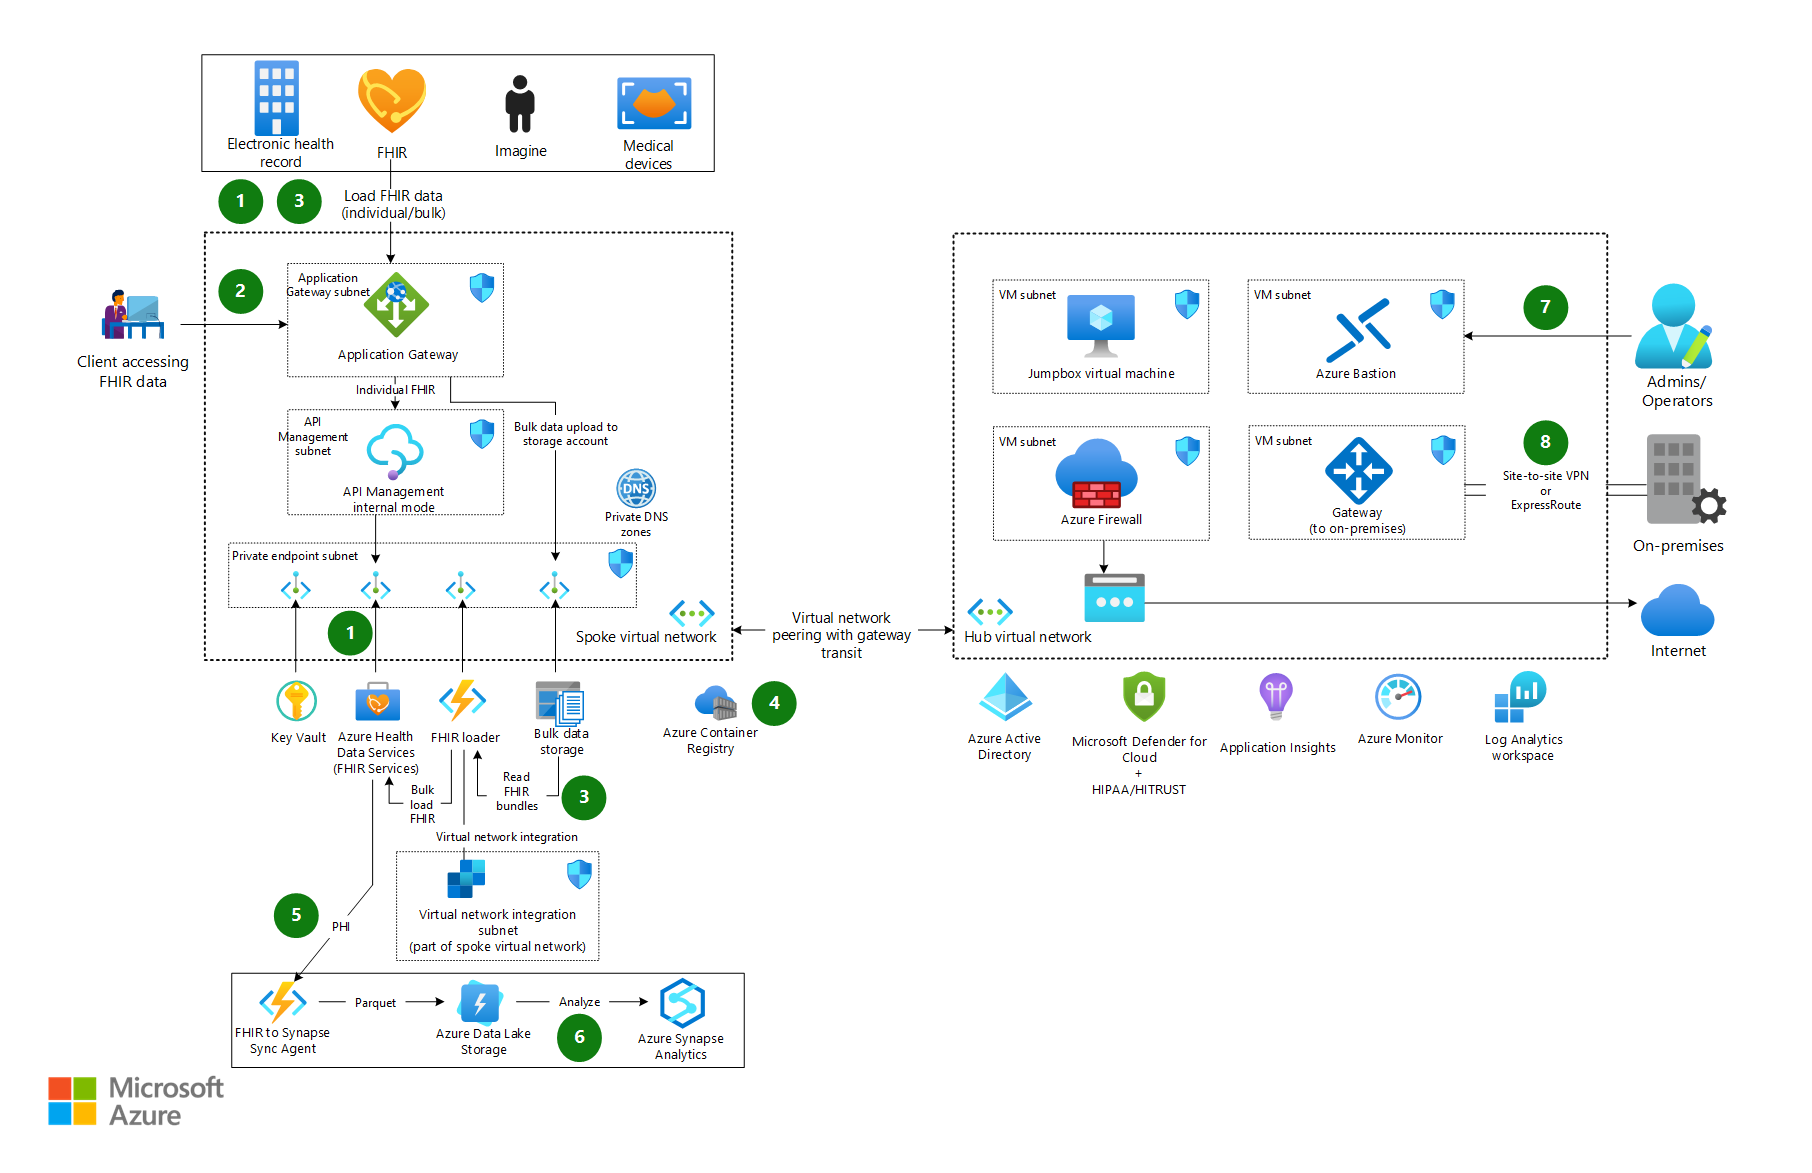 Electronic health
record
FHIR
Imagine
Medical
devices
1
3
Load FHIR data
(individual/bulk)
2
Client accessing
FHIR data
Application
Gateway subnet
Application Gateway
Individual FHIR
API
Management
subnet
API Management
internal mode
Bulk data upload to
storage account
DNS
Private DNS
zones
Private endpoint subnet
1
Spoke virtual network
Virtual network
peering with gateway
transit
VM subnet
Jumpbox virtual machine
VM subnet
Azure Bastion
7
Admins/
Operators
VM subnet
Azure Firewall
VM subnet
Gateway
(to on-premises)
8
Site-to-site VPN
or
ExpressRoute
On-premises
Hub virtual network
Internet
Key Vault
Azure Health
Data Services
(FHIR Services)
FHIR loader
Bulk data
storage
Azure Container
Registry
4
Azure Active
Directory
Microsoft Defender for
Cloud
+
HIPAA/HITRUST
Application Insights
Azure Monitor
Log Analytics
workspace
Bulk
load
FHIR
Read
FHIR
bundles
3
Virtual network integration
Virtual network integration
subnet
(part of spoke virtual network)
5
PHI
FHIR to Synapse
Sync Agent
Parquet
Azure Data Lake
Storage
Analyze
6
Azure Synapse
Analytics
Microsoft
Azure